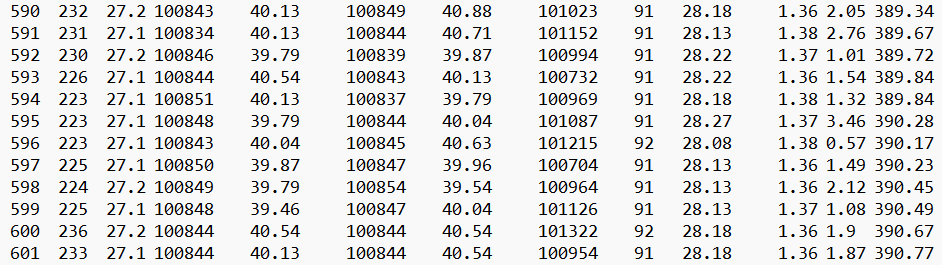 590 232 27.2 100843 40.13 100849 40.88 101023 91 28.18 1.36 2.05 389.34
591 231 27.1 100834 40.13 100844 40.71 101152 91 28.13 1.38 2.76 389.67
592 230 27.2 100846 39.79 100839 39.87 100994 91 28.22 1.37 1.01 389.72
593 226 27.1 100844 40.54 100843 40.13 100732 91 28.22 1.36 1.54 389.84
594 223 27.1 100851 40.13 100837 39.79 100969 91 28.18 1.38 1.32 389.84
595 223 27.1 100848 39.79 100844 40.04 101087 91 28.27 1.37 3.46 390.28
596 223 27.1 100843 40.04 100845 40.63 101215 92 28.08 1.38 0.57 390.17
597 225 27.1 100850 39.87 100847 39.96 100704 91 28.13 1.36 1.49 390.23
598 224 27.2 100849 39.79 100854 39.54 100964 91 28.13 1.36 2.12 390.45
599 225 27.1 100848 39.46 100847 40.04 101126 91 28.13 1.37 1.08 390.49
600 236 27.2 100844 40.54 100844 40.54 101322 92 28.18 1.36 1.9 390.67
601 233 27.1 100844 40.13 100844 40.54 100954 91 28.18 1.36 1.87 390.77